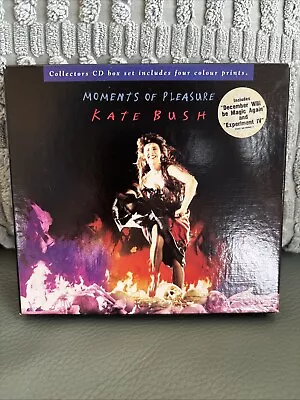 Collectors CD box set includes four colour prints.
MOMENTS OF PLEASURE
KATE BUSH
Includes
"December Will
be Magic Again"
and
"Experiment IV"